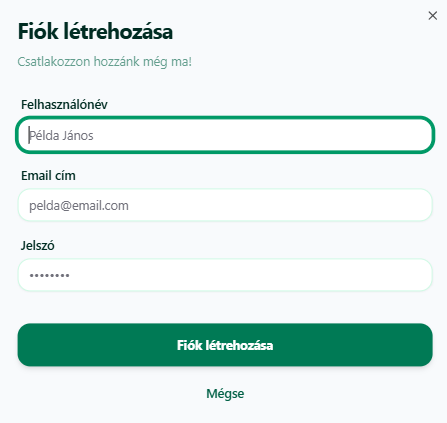 Fiók létrehozása
Csatlakozzon hozzánk még ma!
Felhasználónév
Példa János
Email cím
pelda@email.com
Jelszó
••••••••
Fiók létrehozása
Mégse